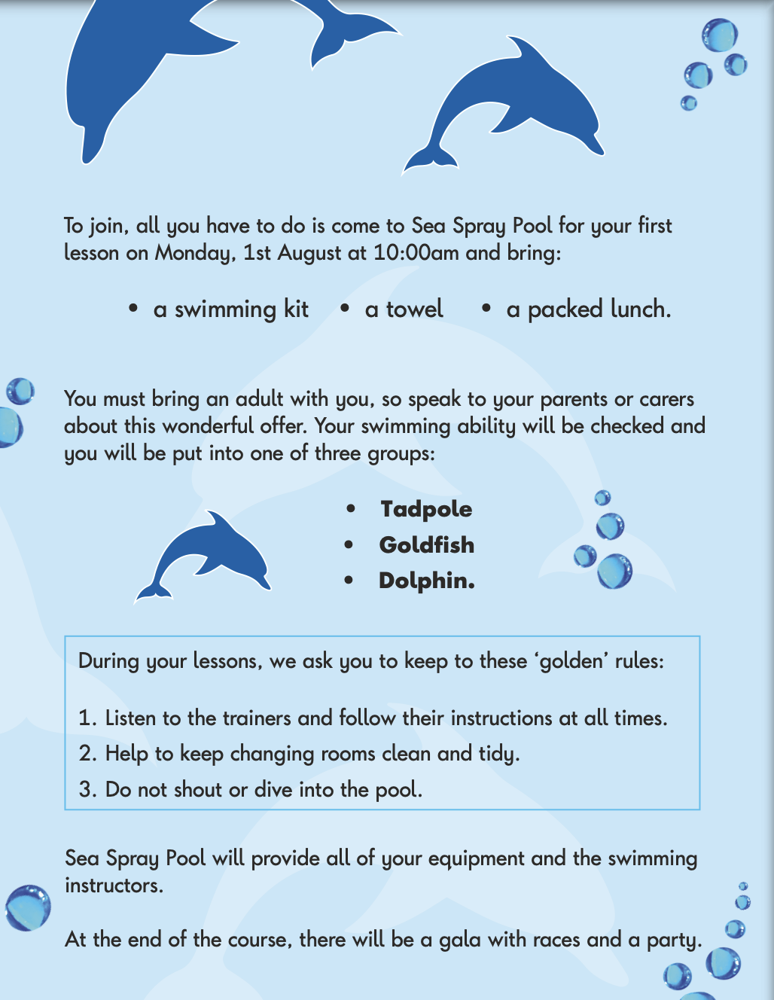 To join, all you have to do is come to Sea Spray Pool for your first
lesson on Monday, 1st August at 10:00am and bring:
• a swimming kit • a towel • a packed lunch.
You must bring an adult with you, so speak to your parents or carers
about this wonderful offer. Your swimming ability will be checked and
you will be put into one of three groups:
• Tadpole
• Goldfish
• Dolphin.
During your lessons, we ask you to keep to these ‘golden’ rules:
1. Listen to the trainers and follow their instructions at all times.
2. Help to keep changing rooms clean and tidy.
3. Do not shout or dive into the pool.
Sea Spray Pool will provide all of your equipment and the swimming
instructors.
At the end of the course, there will be a gala with races and a party.